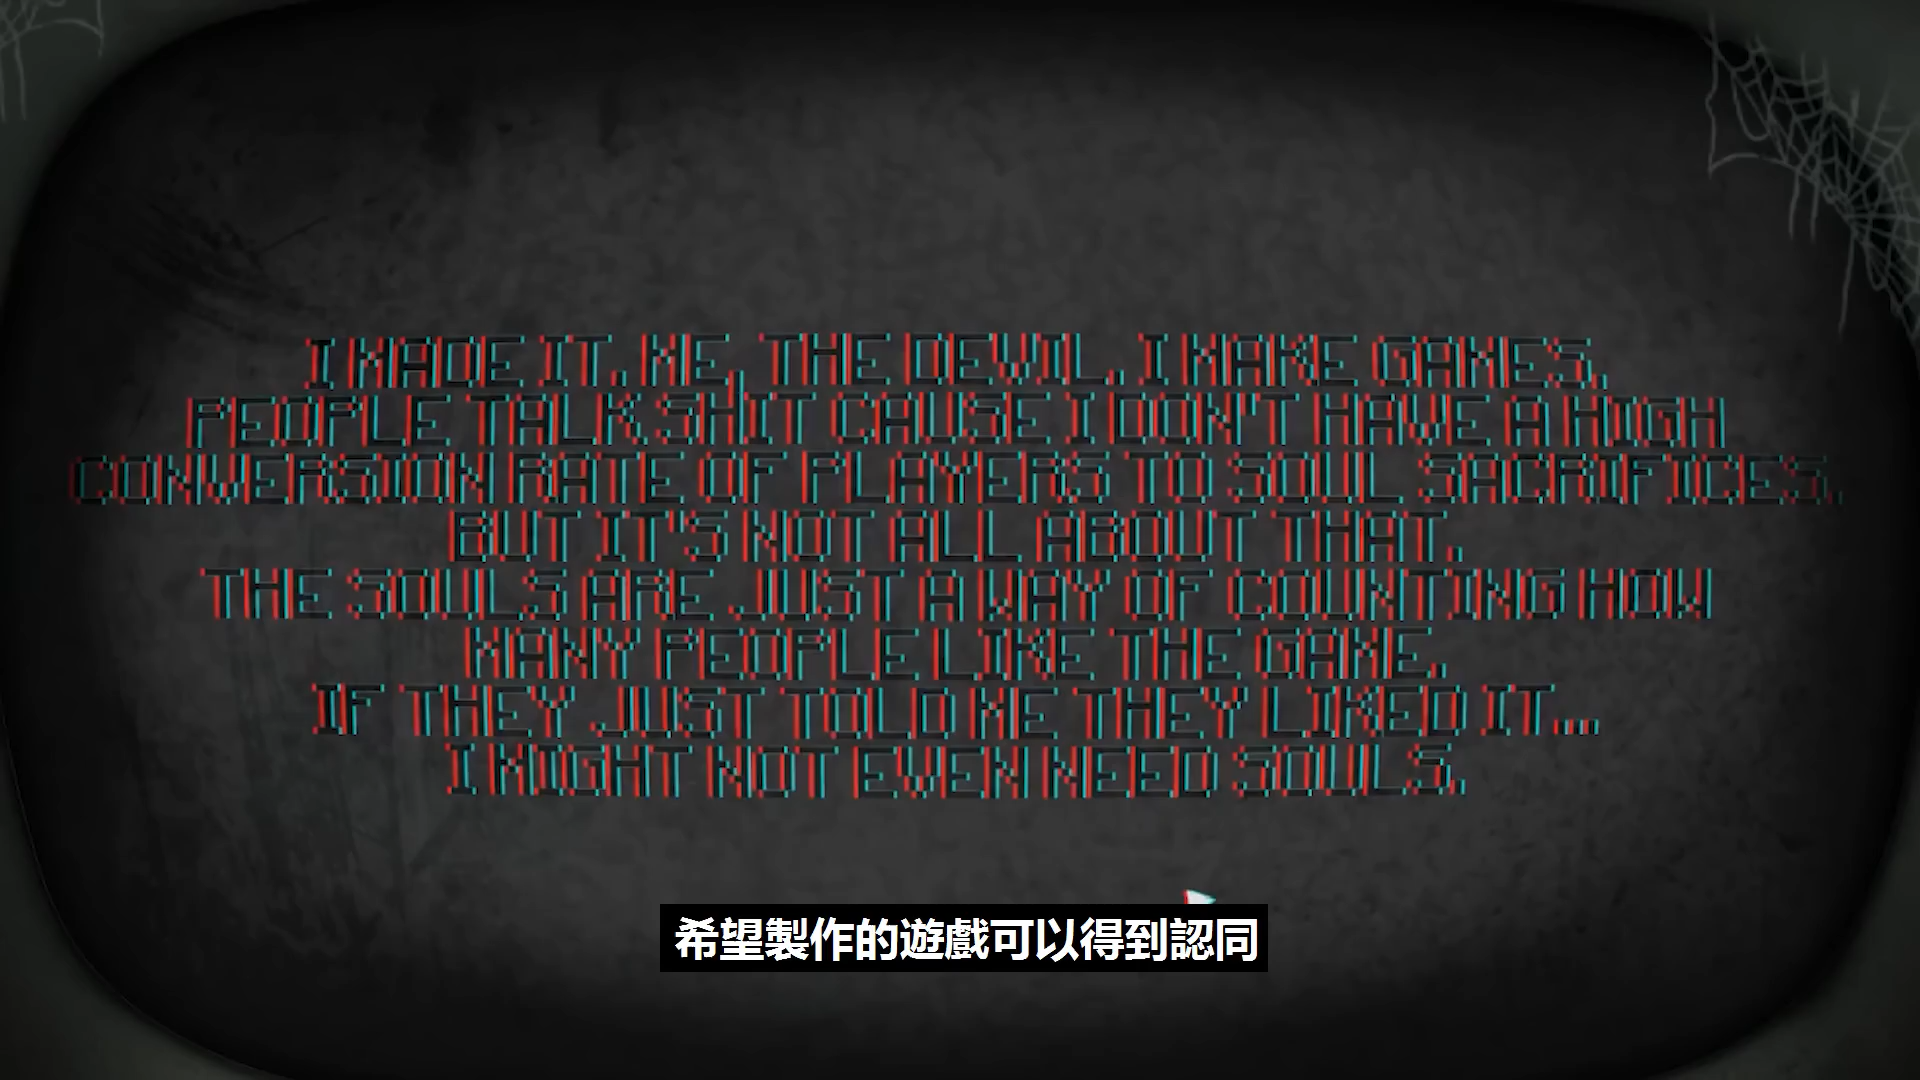 I MADE IT. ME, THE DEVIL. I MAKE GAMES.
PEOPLE TALK SHIT CAUSE I DON'T HAVE A HIGH
CONVERSION RATE OF PLAYERS TO SOUL SACRIFICES.
BUT IT'S NOT ALL ABOUT THAT.
THE SOULS ARE JUST A WAY OF COUNTING HOW
MANY PEOPLE LIKE THE GAME.
IF THEY JUST TOLD ME THEY LIKED IT...
I MIGHT NOT EVEN NEED SOULS.
希望製作的遊戲可以得到認同